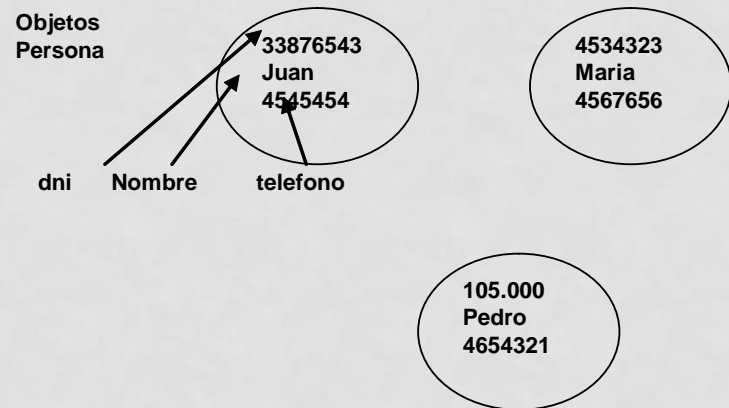 Objetos
Persona
33876543
Juan
4545454
4534323
Maria
4567656
dni Nombre telefono
105.000
Pedro
4654321